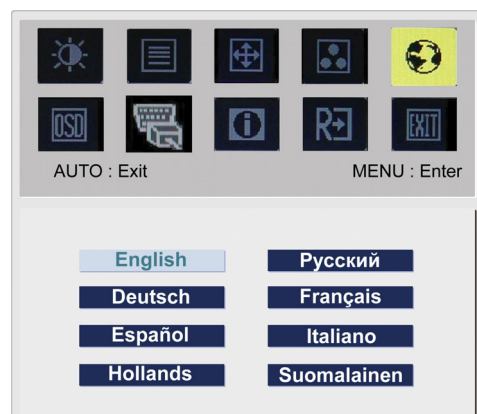 OSD
R
EXIT
AUTO : Exit
MENU : Enter
English
Русский
Deutsch
Français
Español
Italiano
Hollands
Suomalainen